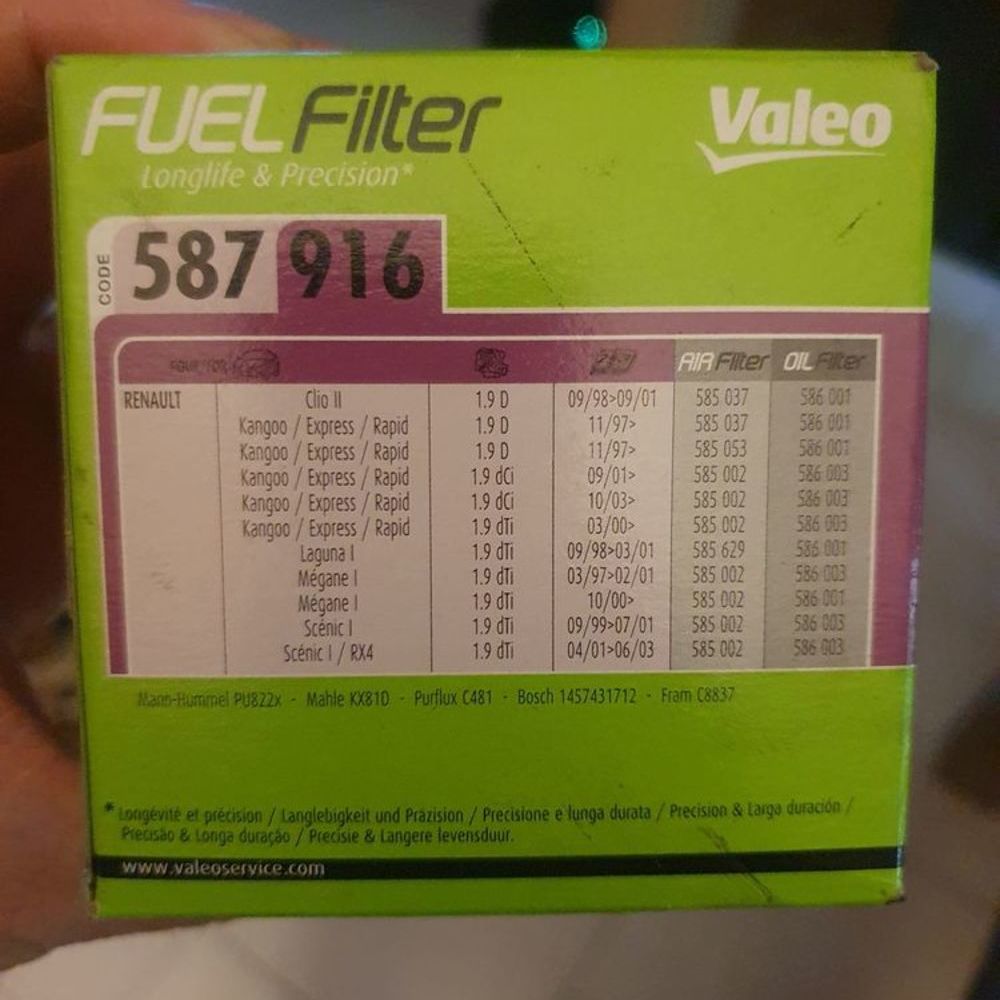 FUEL Filter
Valeo
Longlife & Precision*
CODE 587 916
AIR Filter OIL Filter
RENAULT Clio II 1.9 D 09/98>09/01 585 037 586 001
Kangoo / Express / Rapid 1.9 D 11/97> 585 037 586 001
Kangoo / Express / Rapid 1.9 D 11/97> 585 053 586 001
Kangoo / Express / Rapid 1.9 dCi 09/01> 585 002 586 003
Kangoo / Express / Rapid 1.9 dCi 10/03> 585 002 586 003
Kangoo / Express / Rapid 1.9 dTi 03/00> 585 002 586 003
Laguna I 1.9 dTi 09/98>03/01 585 629 586 001
Mégane I 1.9 dTi 03/97>02/01 585 002 586 003
Mégane I 1.9 dTi 10/00> 585 002 586 001
Scénic I 1.9 dTi 09/99>07/01 585 002 586 003
Scénic I / RX4 1.9 dTi 04/01>06/03 585 002 586 003
Mann-Hummel PU822x - Mahle KX81D - Purflux C481 - Bosch 1457431712 - Fram C8837
* Longévité et précision / Langlebigkeit und Präzision / Precisione e lunga durata / Precision & Larga duración /
Precisão & Longa duração / Precisie & Langere levensduur.
www.valeoservice.com